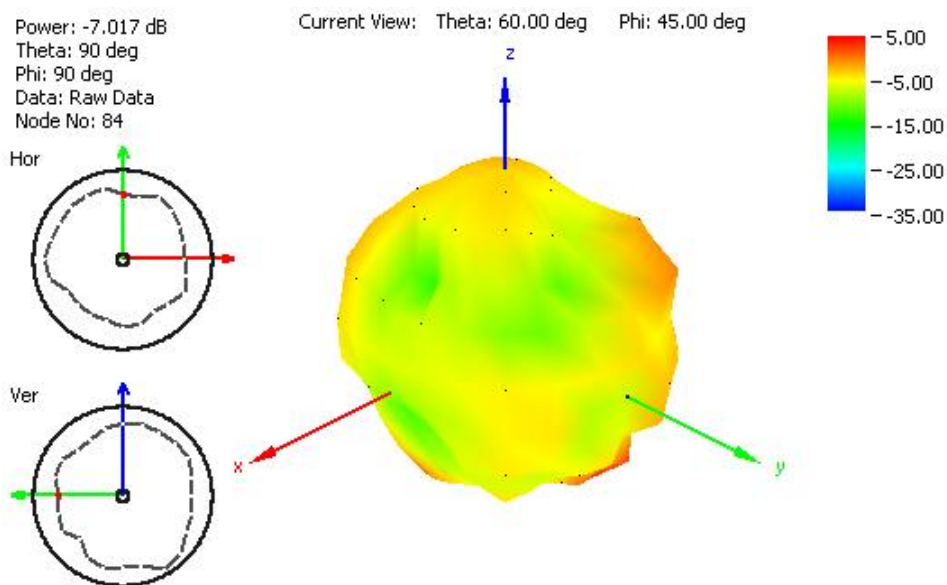 Power: -7.017 dB
Theta: 90 deg
Phi: 90 deg
Data: Raw Data
Node No: 84
Current View: Theta: 60.00 deg Phi: 45.00 deg
Hor
Ver
z
x
y
5.00
-5.00
-15.00
-25.00
-35.00